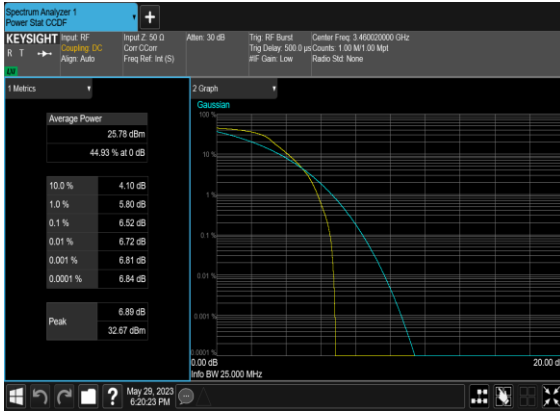 Spectrum Analyzer 1
Power Stat CCDF
KEYSIGHT Input: RF Input Z: 50 Ω Atten: 30 dB Trig: RF Burst Center Freq: 3.460020000 GHz
R T Coupling: DC Corr CCorr Trig Delay: 500.0 µs Counts: 1.00 M/1.00 Mpt
Align: Auto Freq Ref: Int (S) #IF Gain: Low Radio Std: None
1 Metrics
2 Graph
Average Power
25.78 dBm
44.93 % at 0 dB
10.0 % 4.10 dB
1.0 % 5.80 dB
0.1 % 6.52 dB
0.01 % 6.72 dB
0.001 % 6.81 dB
0.0001 % 6.84 dB
Peak
6.89 dB
32.67 dBm
Gaussian
100 %
10 %
1 %
0.1 %
0.01 %
0.001 %
0.0001 %
0.00 dB 20.00 d
Info BW 25.000 MHz
May 29, 2023
6:20:23 PM